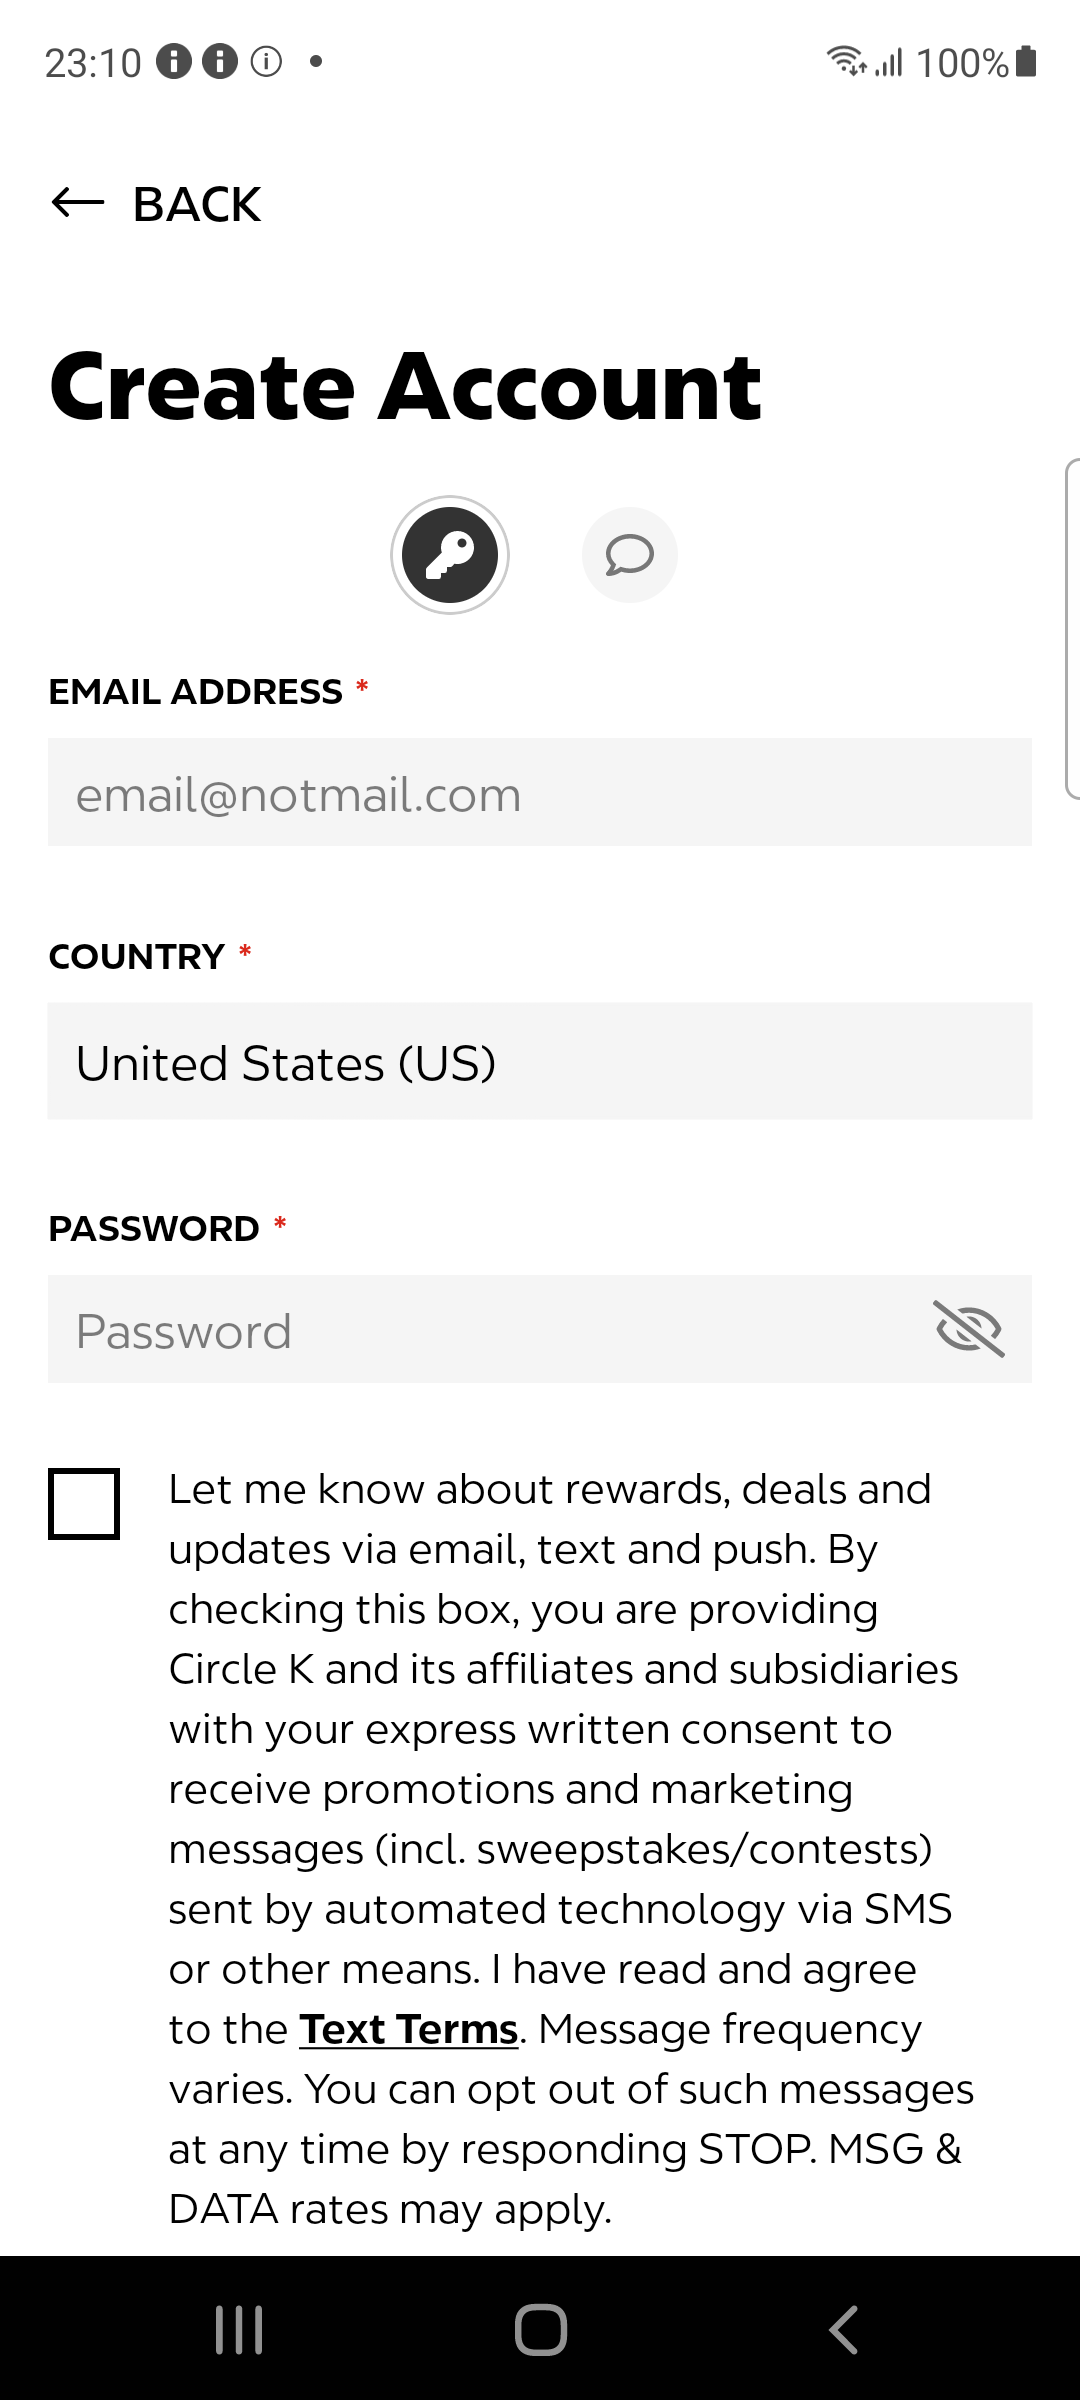 23:10
100%
BACK
Create Account
EMAIL ADDRESS *
email@notmail.com
COUNTRY *
United States (US)
PASSWORD *
Password
Let me know about rewards, deals and
updates via email, text and push. By
checking this box, you are providing
Circle K and its affiliates and subsidiaries
with your express written consent to
receive promotions and marketing
messages (incl. sweepstakes/contests)
sent by automated technology via SMS
or other means. I have read and agree
to the Text Terms. Message frequency
varies. You can opt out of such messages
at any time by responding STOP. MSG &
DATA rates may apply.